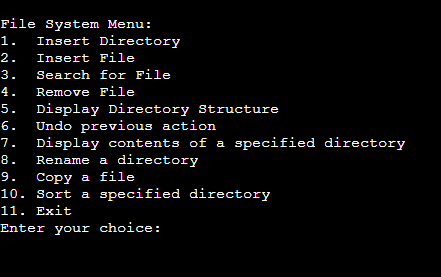 File System Menu:
1.  Insert Directory
2.  Insert File
3.  Search for File
4.  Remove File
5.  Display Directory Structure
6.  Undo previous action
7.  Display contents of a specified directory
8.  Rename a directory
9.  Copy a file
10. Sort a specified directory
11. Exit
Enter your choice: